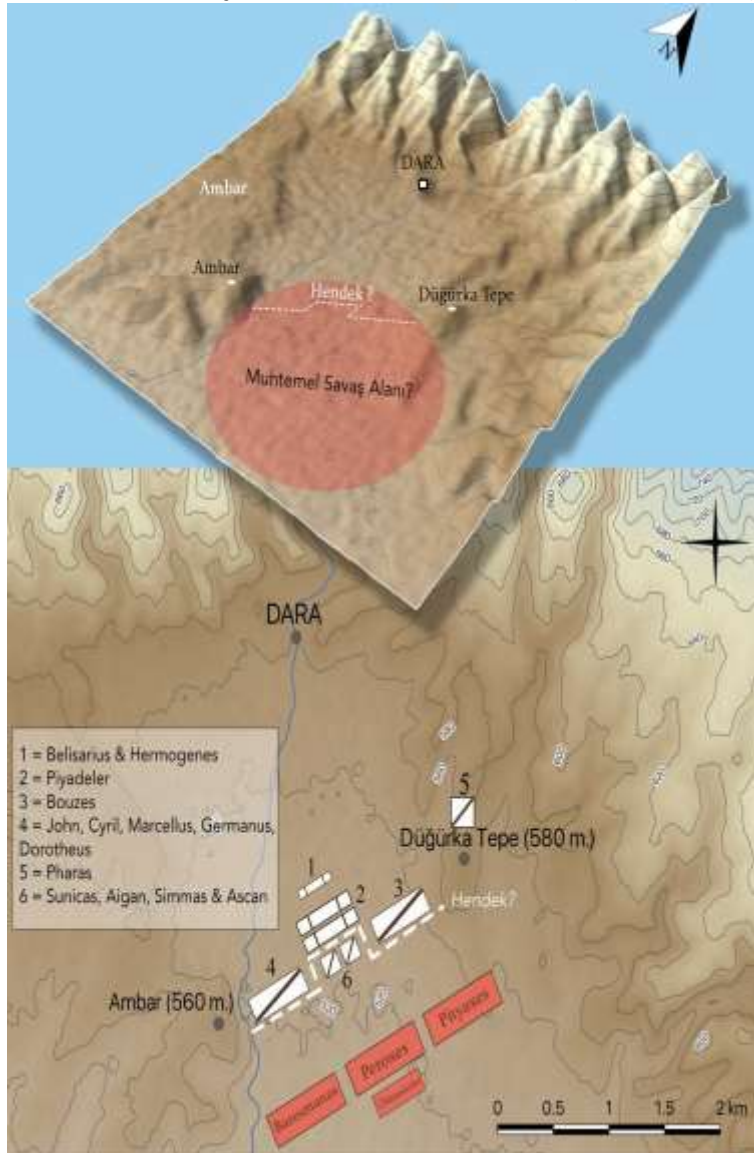 N
DARA
Ambar
Ambar
Hendek?
Düğürka Tepe
Muhtemel Savaş Alanı?
DARA
1 = Belisarius & Hermogenes
2 = Piyadeler
3 = Bouzes
4 = John, Cyril, Marcellus, Germanus,
Dorotheus
5 = Pharas
6 = Sunicas, Aigan, Simmas & Ascan
5
Düğürka Tepe (580 m.)
1
2
3
Hendek?
4
6
Ambar (560 m.)
Pityaxes
Peroses
0 0.5 1 1.5 2 km